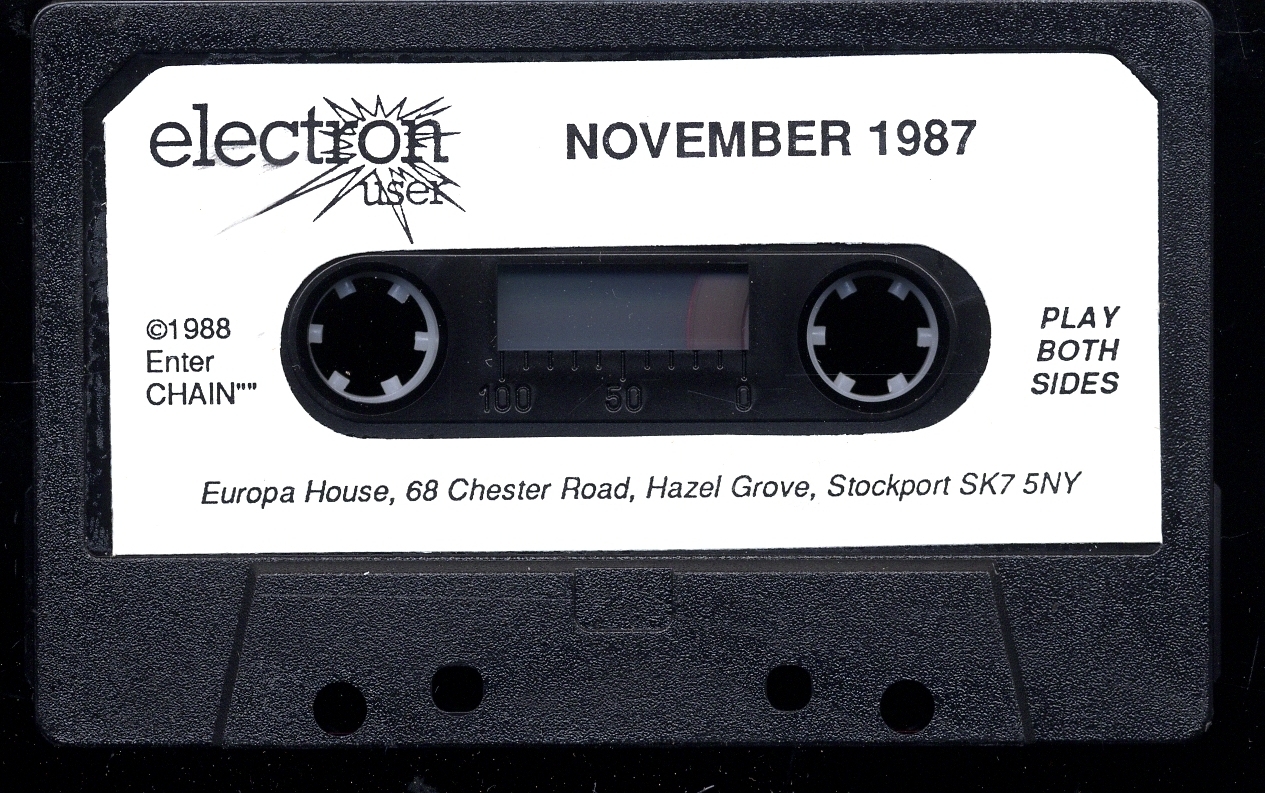 electron
user
NOVEMBER 1987
©1988
Enter
CHAIN""
PLAY
BOTH
SIDES
100 50 0
Europa House, 68 Chester Road, Hazel Grove, Stockport SK7 5NY